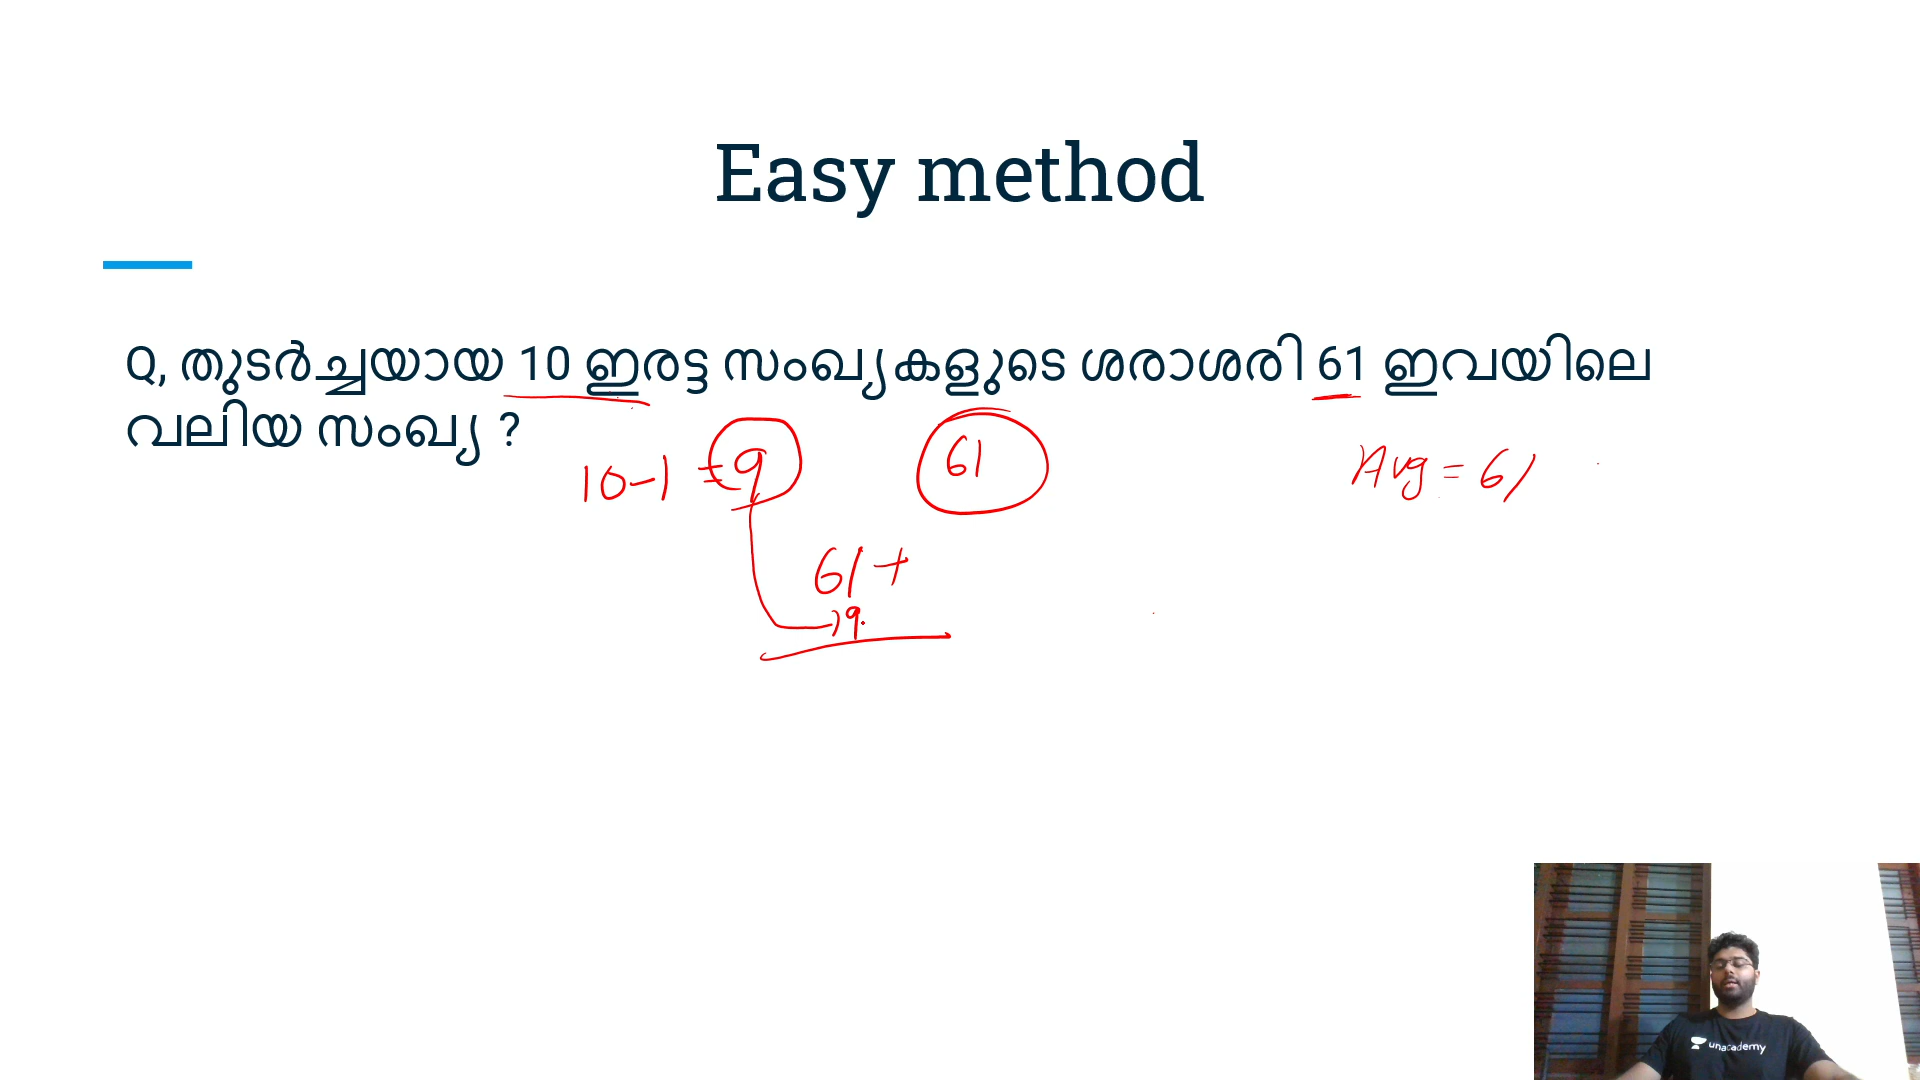 Easy method
Q, തുടർച്ചയായ 10 ഇരട്ട സംഖ്യകളുടെ ശരാശരി 61 ഇവയിലെ
വലിയ സംഖ്യ ?
10-1 = 9
61
Avg = 61
61 +
9
unacademy